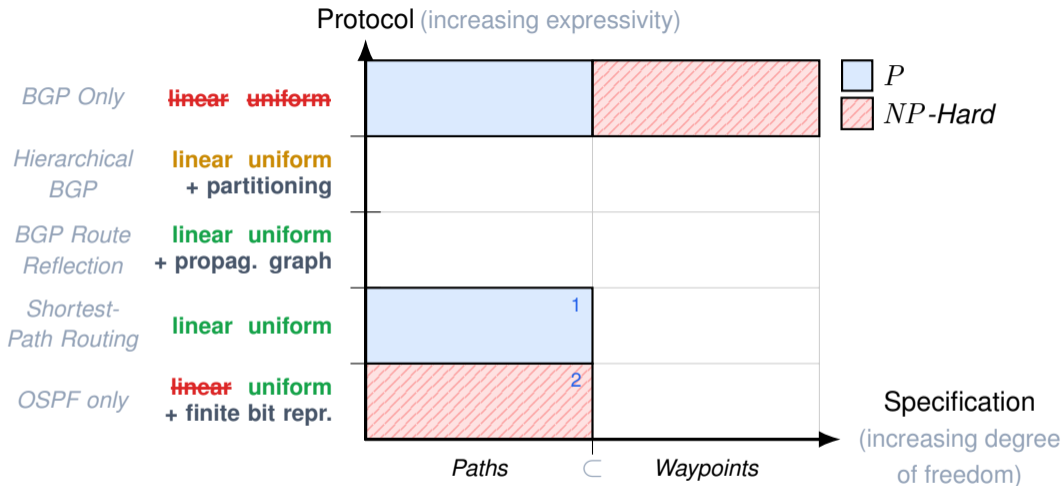 Protocol (increasing expressivity)
BGP Only linear uniform
P
NP-Hard
Hierarchical BGP linear uniform
+ partitioning
BGP Route Reflection linear uniform
+ propag. graph
Shortest-Path Routing linear uniform
1
OSPF only linear uniform
+ finite bit repr.
2
Specification
(increasing degree
of freedom)
Paths ⊂ Waypoints